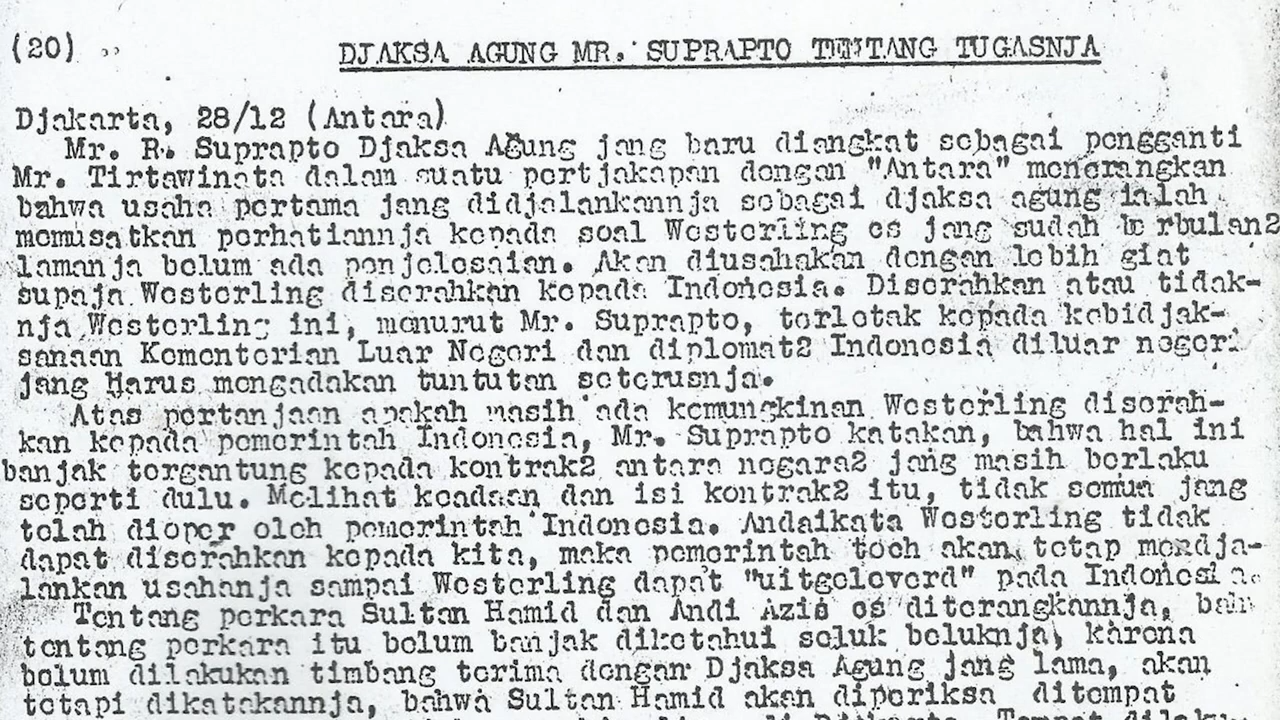 (20)
DJAKSA AGUNG MR. SUPRAPTO TENTANG TUGASNJA
Djakarta, 28/12 (Antara)
Mr. R. Suprapto Djaksa Agung jang baru diangkat sebagai pengganti
Mr. Tirtawinata dalam suatu pertjakapan dengan "Antara" menerangkan
bahwa usaha pertama jang didjalankannja sebagai djaksa agung ialah
memusatkan perhatiannja kepada soal Westerling cs jang sudah berbulan2
lamanja belum ada penjelesaian. Akan diusahakan dengan lebih giat
supaja Westerling diserahkan kepada Indonesia. Diserahkan atau tidak-
nja Westerling ini, menurut Mr. Suprapto, terletak kepada kebidjak-
sanaan Kementerian Luar Negeri dan diplomat2 Indonesia diluar negeri
jang Harus mengadakan tuntutan seterusnja.
Atas pertanjaan apakah masih ada kemungkinan Westerling diserah-
kan kepada pemerintah Indonesia, Mr. Suprapto katakan, bahwa hal ini
banjak tergantung kepada kontrak2 antara negara2 jang masih berlaku
seperti dulu. Melihat keadaan dan isi kontrak2 itu, tidak semua jang
telah dioper oleh pemerintah Indonesia. Andaikata Westerling tidak
dapat diserahkan kepada kita, maka pemerintah toch akan tetap mendja-
lankan usahanja sampai Westerling dapat "uitgeleverd" pada Indonesia.
Tentang perkara Sultan Hamid dan Andi Azis cs diterangkannja,
tentang perkara itu belum banjak diketahui seluk beluknja, karena
belum dilakukan timbang terima dengan Djaksa Agung jang lama, akan
tetapi dikatakannja, bahwa Sultan Hamid akan diperiksa ditempat